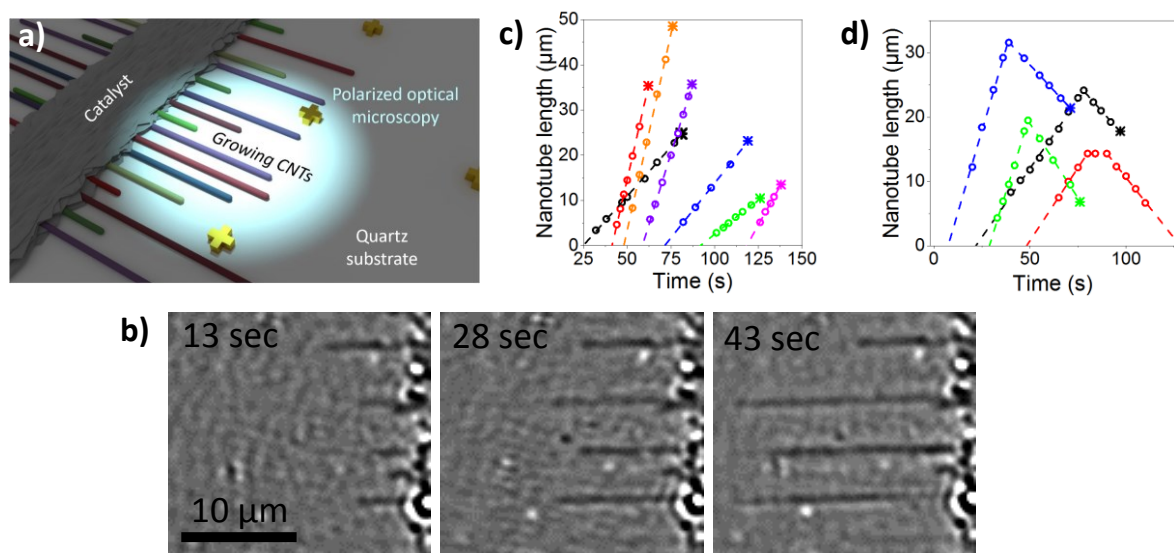 a)
Catalyst
Polarized optical
microscopy
Growing CNTs
Quartz
substrate
c)
Nanotube length (µm)
50
40
30
20
10
0
25 50 75 100 125 150
Time (s)
d)
Nanotube length (µm)
30
20
10
0
0 50 100
Time (s)
b)
13 sec
10 µm
28 sec
43 sec